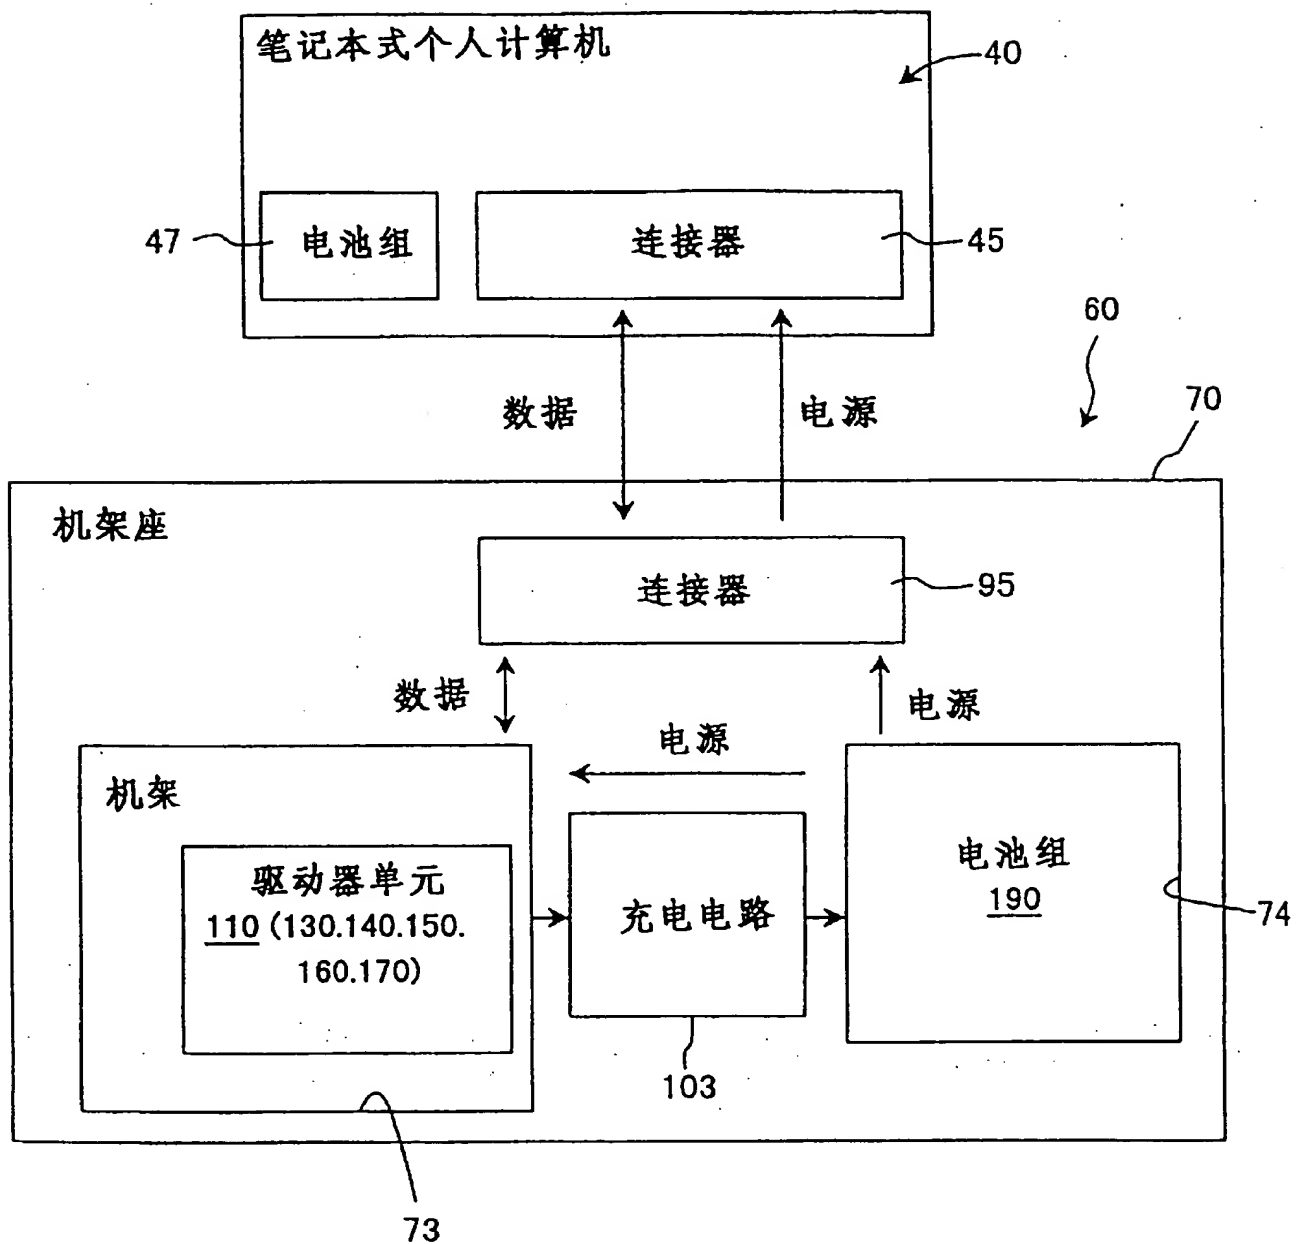 笔记本式个人计算机
40
47
电池组
连接器
45
60
数据
电源
70
机架座
连接器
95
数据
电源
电源
机架
驱动器单元
110 (130.140.150.
160.170)
充电电路
电池组
190
74
103
73